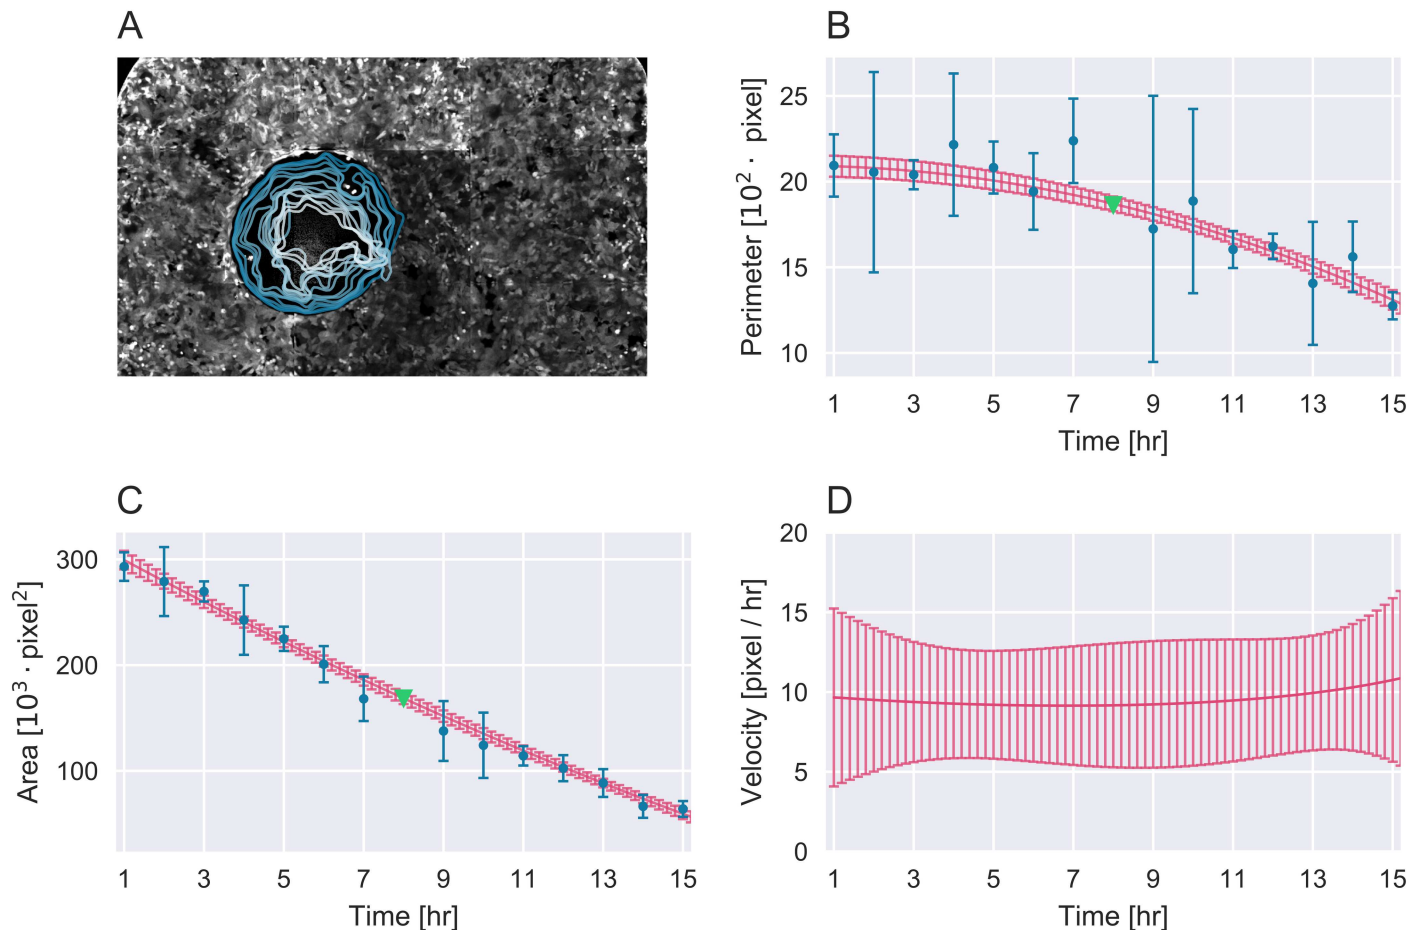 A
B
Perimeter [10² · pixel]
25
20
15
10
1 3 5 7 9 11 13 15
Time [hr]
C
Area [10³ · pixel²]
300
200
100
1 3 5 7 9 11 13 15
Time [hr]
D
Velocity [pixel / hr]
20
15
10
5
0
1 3 5 7 9 11 13 15
Time [hr]